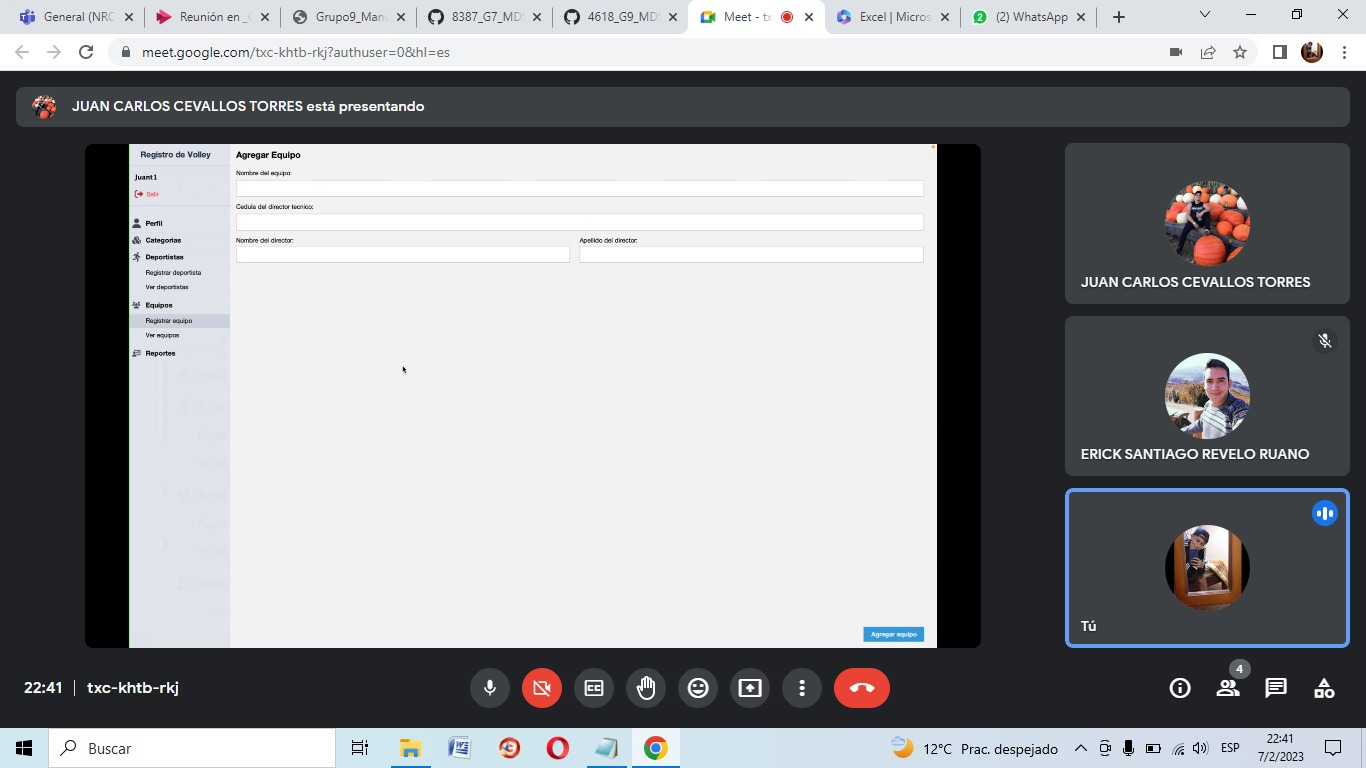 General (NRC
Reunión en _G
Grupo9_Manu
8387_G7_MDS
4618_G9_MDS
Meet - tx
Excel | Micros
(2) WhatsApp
meet.google.com/txc-khtb-rkj?authuser=0&hl=es
JUAN CARLOS CEVALLOS TORRES está presentando
Registro de Volley
Juant1
Salir
Perfil
Categorias
Deportistas
Registrar deportista
Ver deportistas
Equipos
Registrar equipo
Ver equipos
Reportes
Agregar Equipo
Nombre del equipo:
Cedula del director tecnico:
Nombre del director:
Apellido del director:
Agregar equipo
JUAN CARLOS CEVALLOS TORRES
ERICK SANTIAGO REVELO RUANO
Tú
22:41 | txc-khtb-rkj
4
Buscar
12°C Prac. despejado
ESP
22:41
7/2/2023